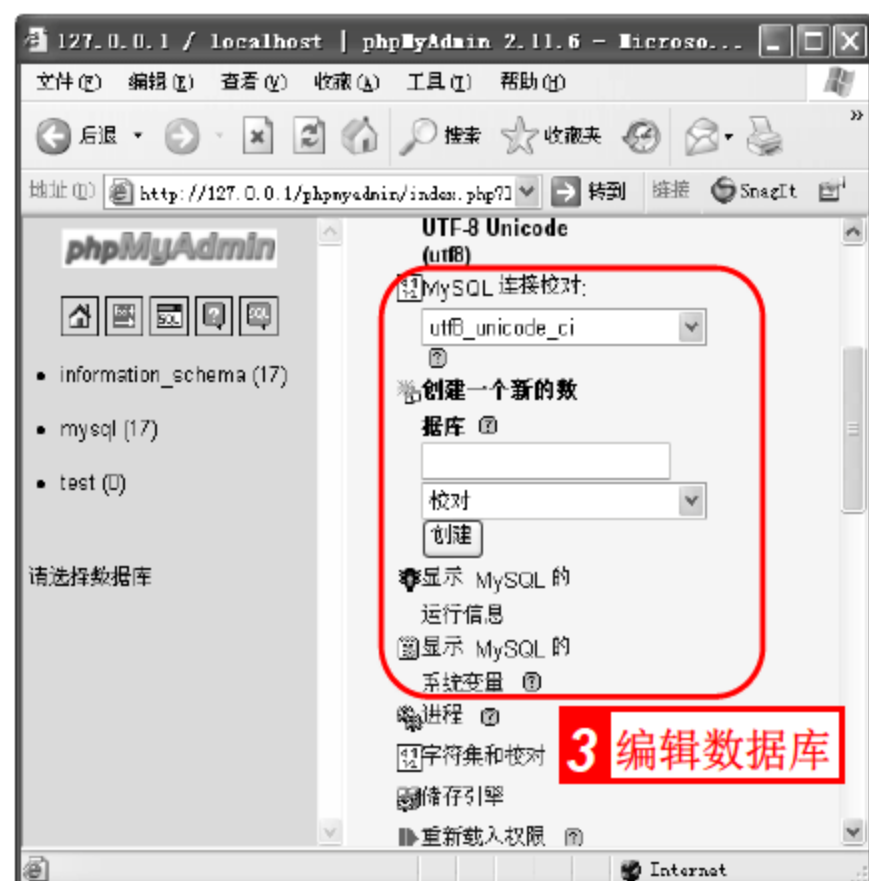 127.0.0.1 / localhost | phpMyAdmin 2.11.6 - Microso...
文件(F) 编辑(E) 查看(V) 收藏(A) 工具(T) 帮助(H)
后退 搜索 收藏夹 »
地址(D) http://127.0.0.1/phpmyadmin/index.php?l 转到 链接 SnagIt
phpMyAdmin
SQL SQL
• information_schema (17)
• mysql (17)
• test (0)
请选择数据库
UTF-8 Unicode
(utf8)
MySQL 连接校对:
utf8_unicode_ci
创建一个新的数
据库
校对
创建
显示 MySQL 的
运行信息
显示 MySQL 的
系统变量
进程
字符集和校对
储存引擎
重新载入权限
3 编辑数据库
Internet